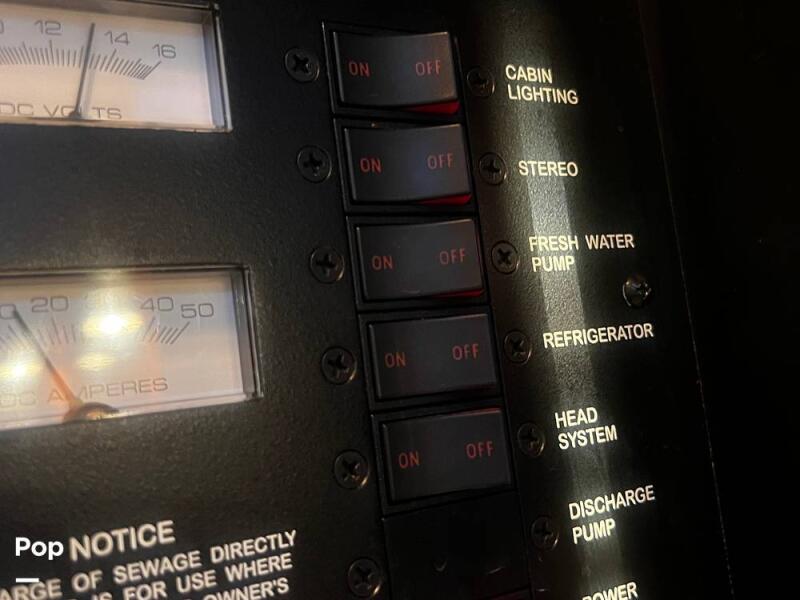 12 14 16
DC VOLTS
20 30 40 50
DC AMPERES
ON OFF
CABIN
LIGHTING
ON OFF
STEREO
ON OFF
FRESH WATER
PUMP
ON OFF
REFRIGERATOR
ON OFF
HEAD
SYSTEM
DISCHARGE
PUMP
POWER
NOTICE
ARGE OF SEWAGE DIRECTLY
IS FOR USE WHERE
OWNER'S
Pop